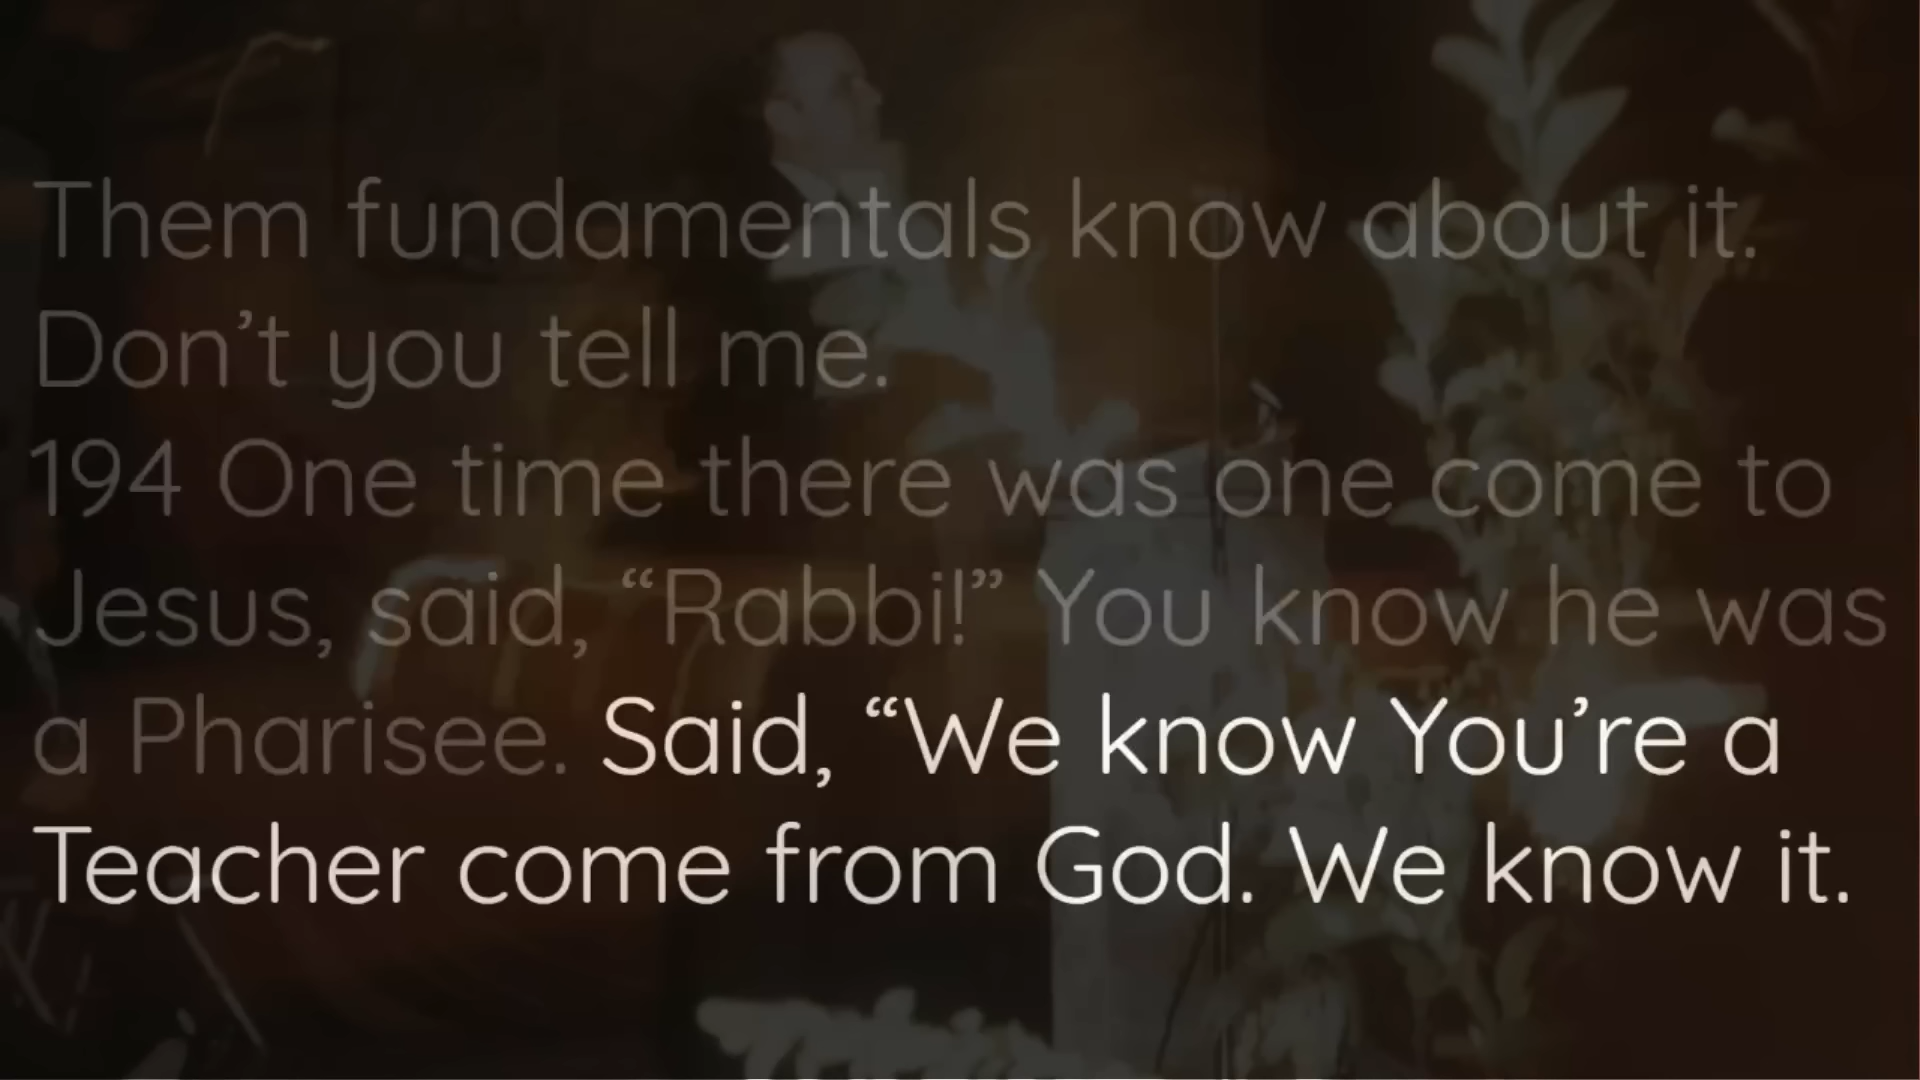 Them fundamentals know about it.
Don’t you tell me.
194 One time there was one come to
Jesus, said, “Rabbi!” You know he was
a Pharisee. Said, “We know You’re a
Teacher come from God. We know it.